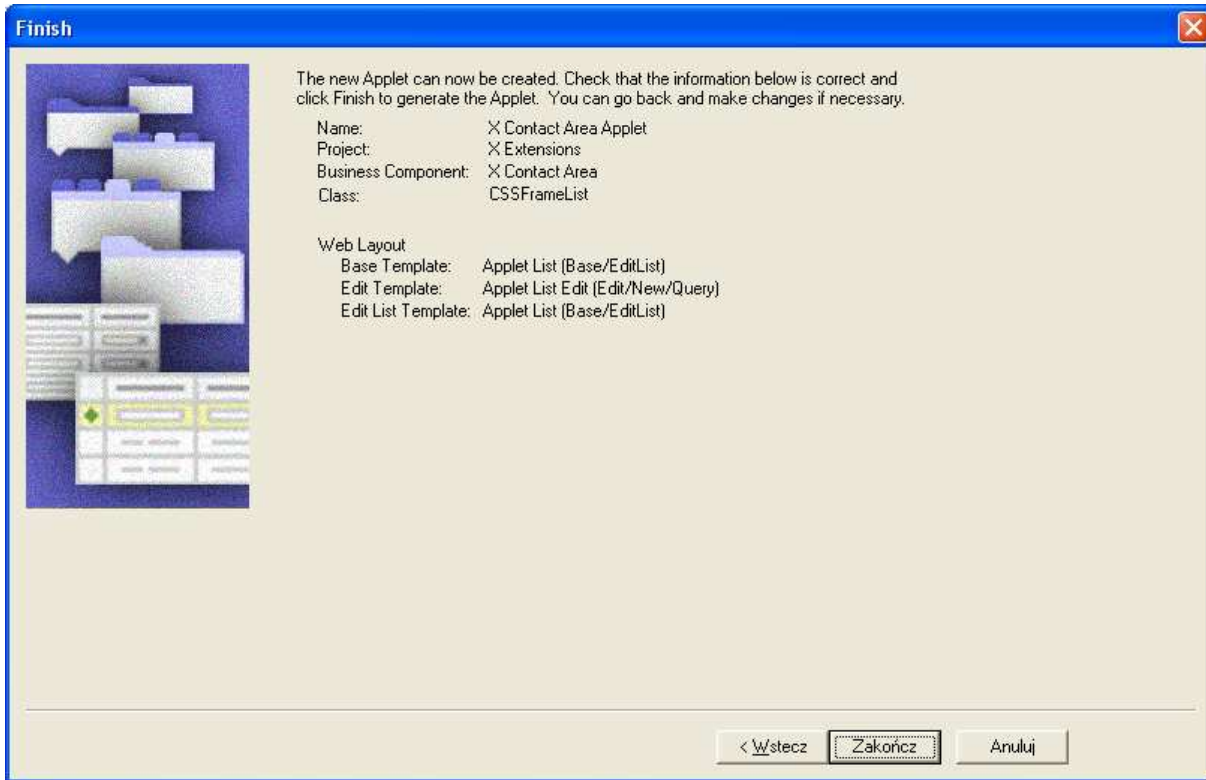 Finish
The new Applet can now be created. Check that the information below is correct and
click Finish to generate the Applet. You can go back and make changes if necessary.
Name: X Contact Area Applet
Project: X Extensions
Business Component: X Contact Area
Class: CSSFrameList
Web Layout
Base Template: Applet List (Base/EditList)
Edit Template: Applet List Edit (Edit/New/Query)
Edit List Template: Applet List (Base/EditList)
< Wstecz Zakończ Anuluj